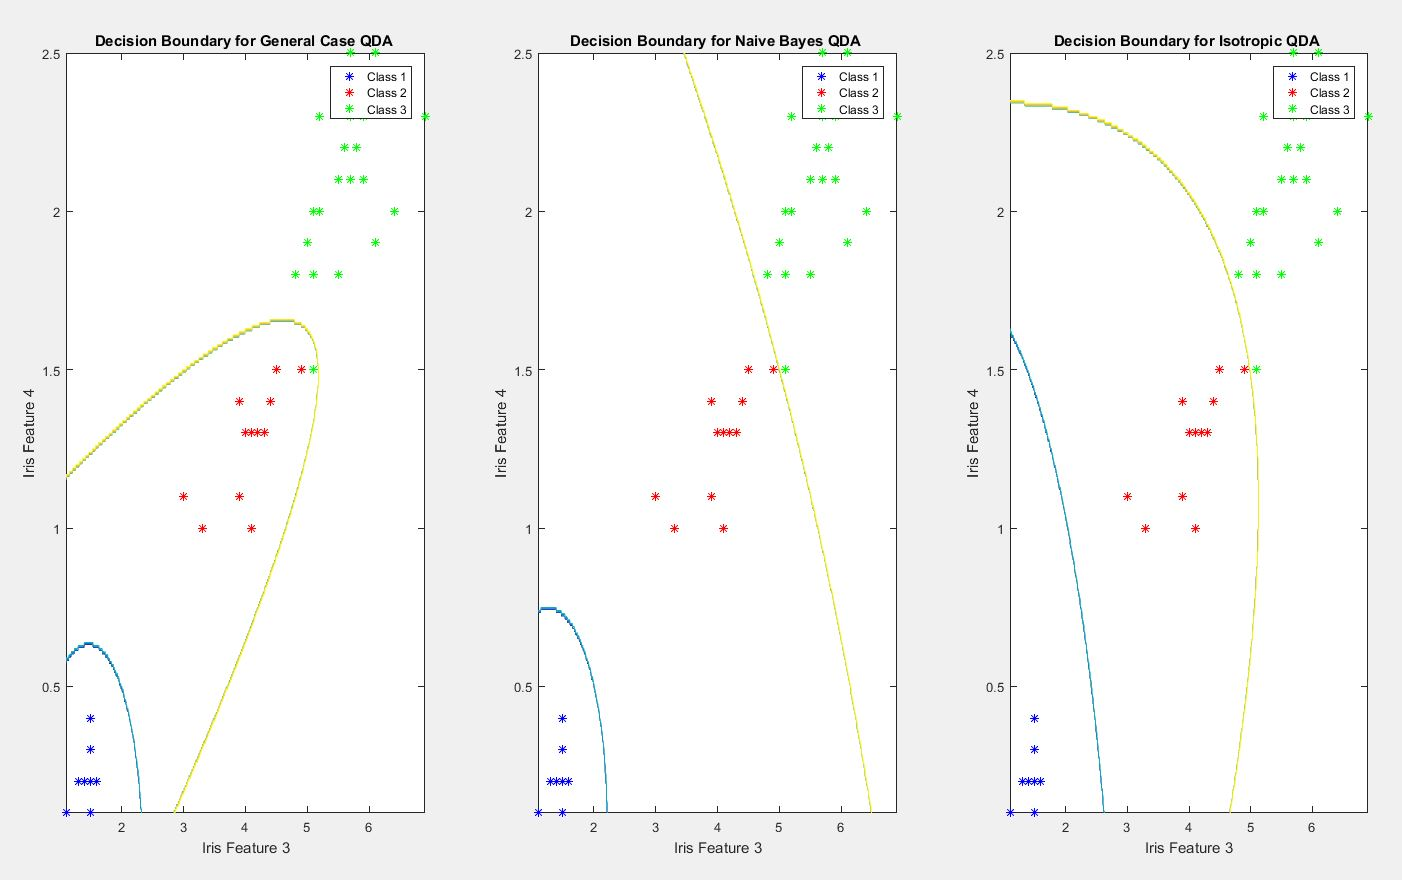 Decision Boundary for General Case QDA
2.5
2
1.5
1
0.5
2 3 4 5 6
Iris Feature 3
Iris Feature 4
Class 1
Class 2
Class 3
Decision Boundary for Naive Bayes QDA
2.5
2
1.5
1
0.5
2 3 4 5 6
Iris Feature 3
Iris Feature 4
Class 1
Class 2
Class 3
Decision Boundary for Isotropic QDA
2.5
2
1.5
1
0.5
2 3 4 5 6
Iris Feature 3
Iris Feature 4
Class 1
Class 2
Class 3